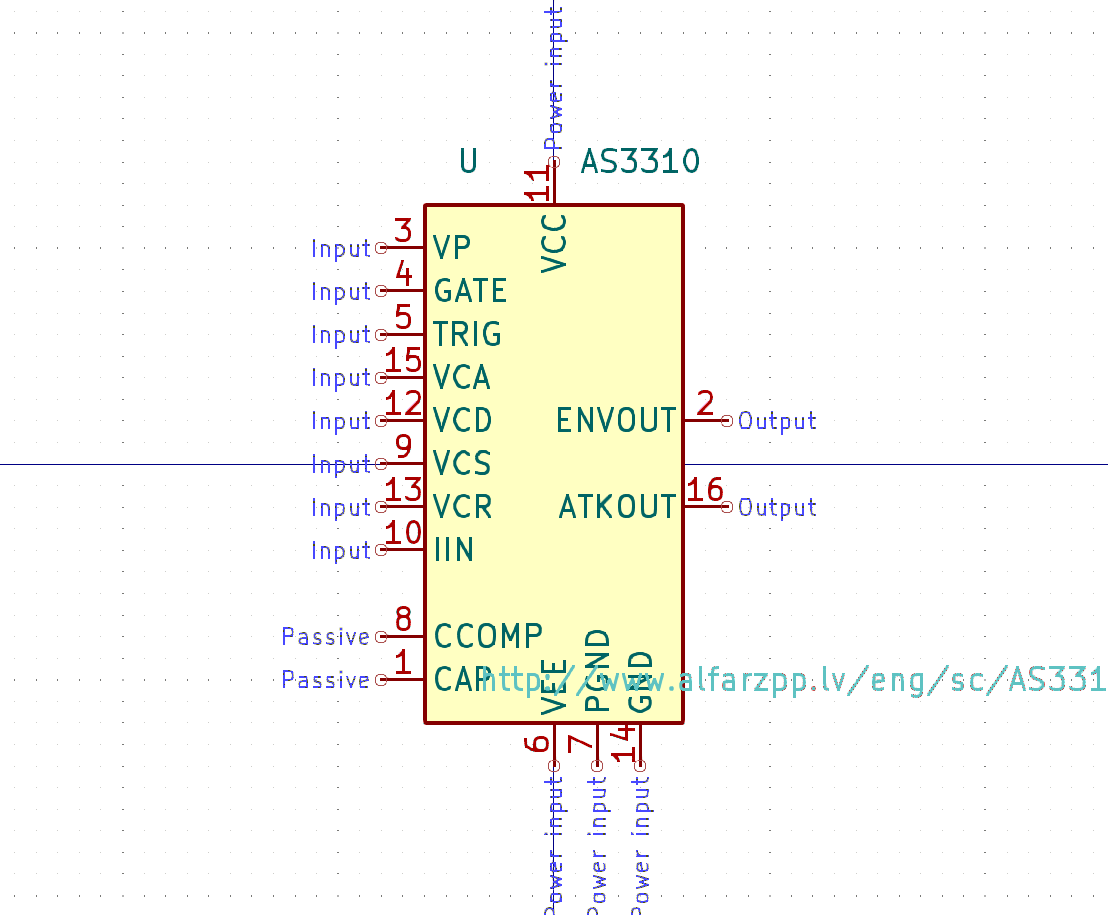 Power input
U AS3310
11
VCC
Input 3 VP
Input 4 GATE
Input 5 TRIG
Input 15 VCA
Input 12 VCD
ENVOUT 2 Output
Input 9 VCS
Input 13 VCR
ATKOUT 16 Output
Input 10 IIN
Passive 8 CCOMP
Passive 1 CAP
http://www.alfarzpp.lv/eng/sc/AS331
VEE PGND GND
6 7 14
Power input Power input Power input